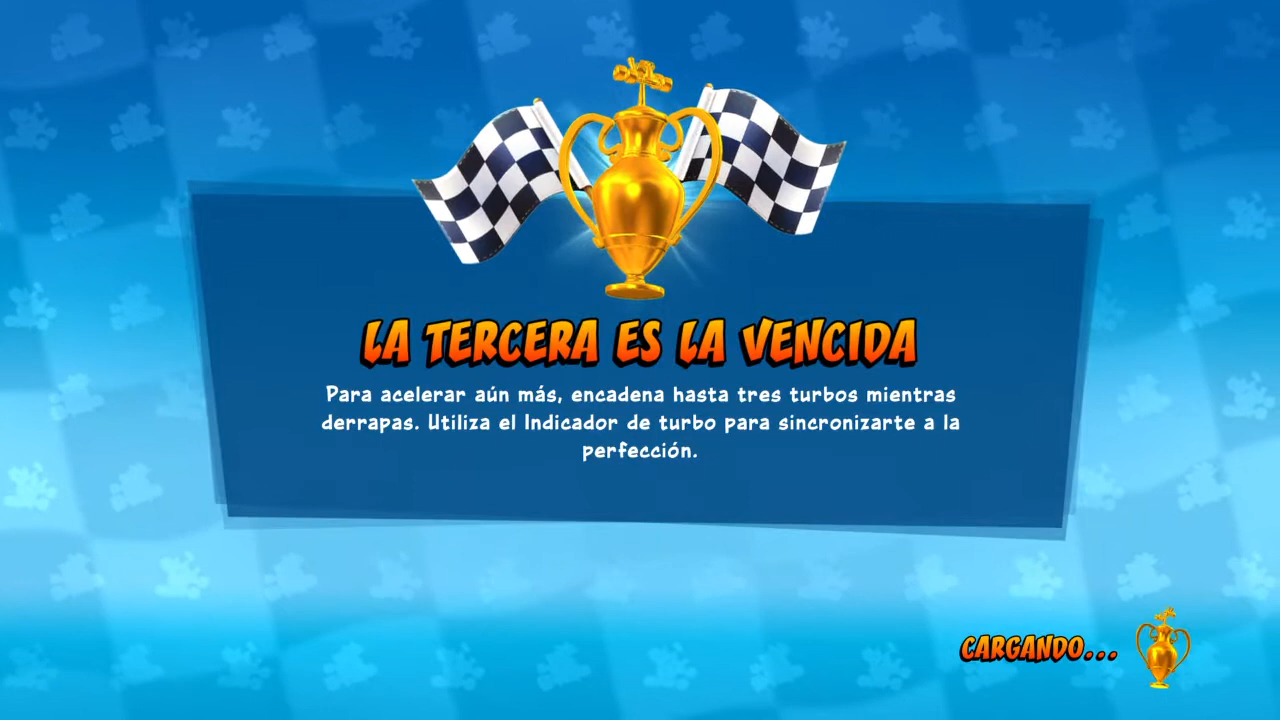 LA TERCERA ES LA VENCIDA
Para acelerar aún más, encadena hasta tres turbos mientras
derrapas. Utiliza el Indicador de turbo para sincronizarte a la
perfección.
CARGANDO...